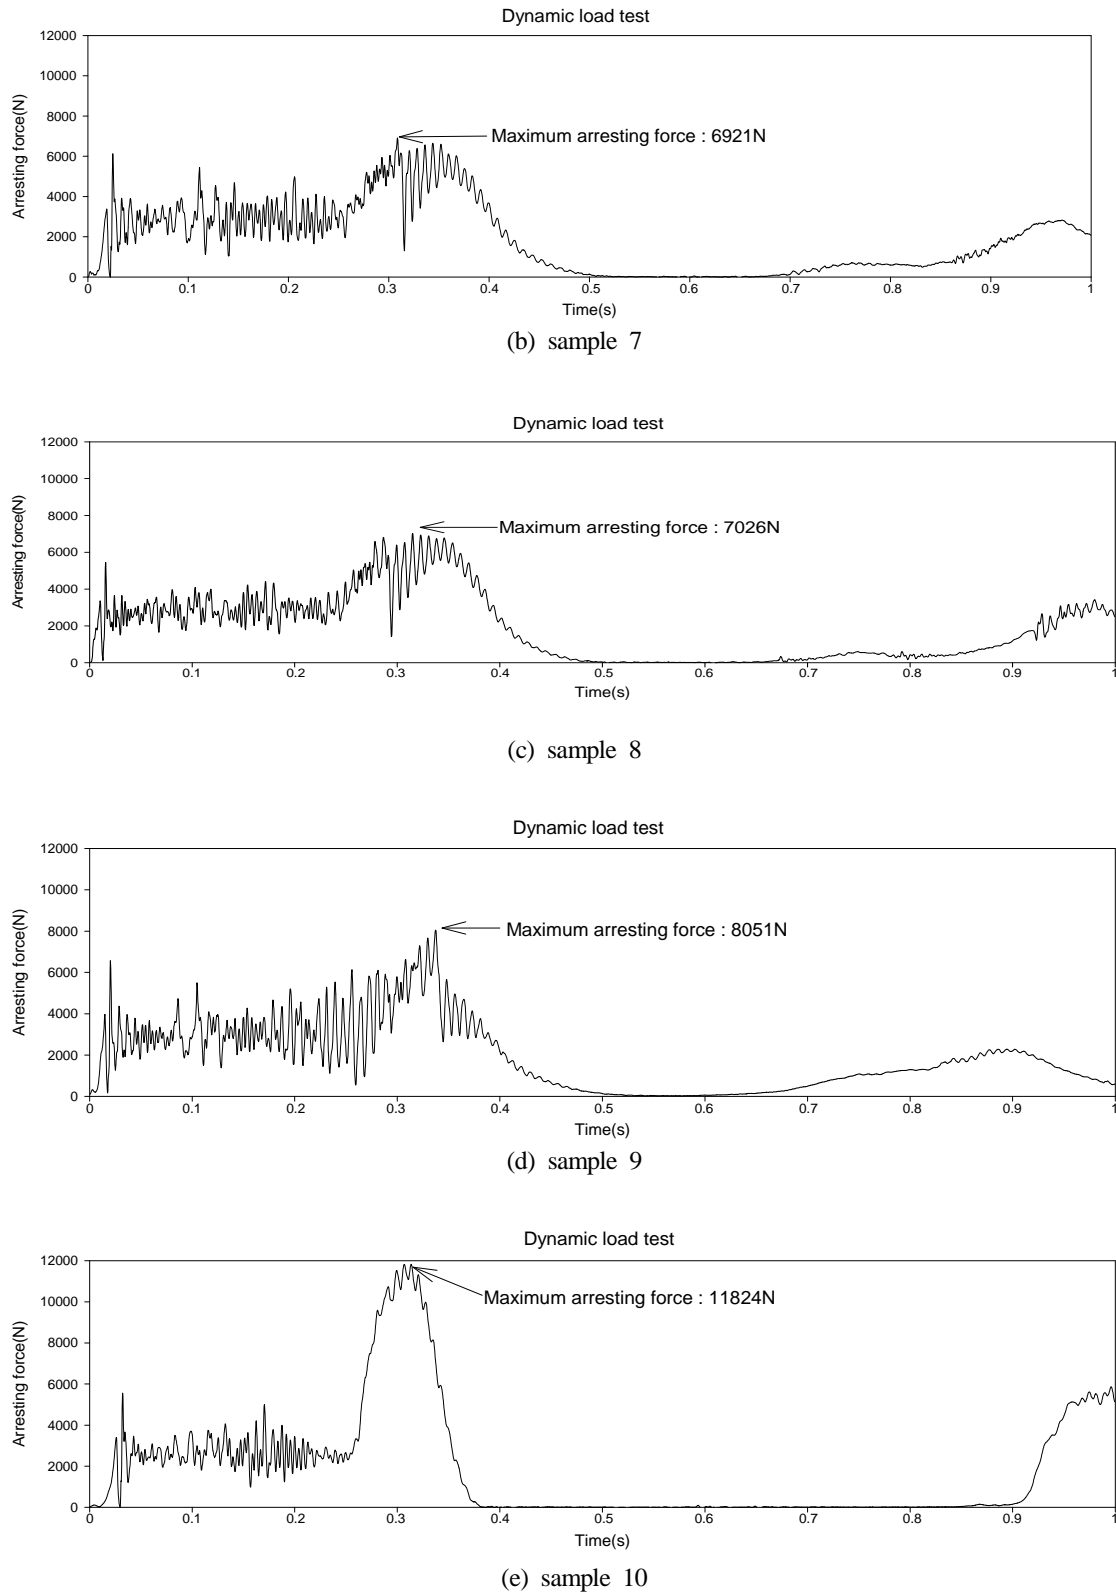 Dynamic load test
12000
10000
8000
6000
4000
2000
0
Arresting force(N)
Maximum arresting force : 6921N
0 0.1 0.2 0.3 0.4 0.5 0.6 0.7 0.8 0.9 1
Time(s)
(b) sample 7
Dynamic load test
12000
10000
8000
6000
4000
2000
0
Arresting force(N)
Maximum arresting force : 7026N
0 0.1 0.2 0.3 0.4 0.5 0.6 0.7 0.8 0.9 1
Time(s)
(c) sample 8
Dynamic load test
12000
10000
8000
6000
4000
2000
0
Arresting force(N)
Maximum arresting force : 8051N
0 0.1 0.2 0.3 0.4 0.5 0.6 0.7 0.8 0.9 1
Time(s)
(d) sample 9
Dynamic load test
12000
10000
8000
6000
4000
2000
0
Arresting force(N)
Maximum arresting force : 11824N
0 0.1 0.2 0.3 0.4 0.5 0.6 0.7 0.8 0.9 1
Time(s)
(e) sample 10